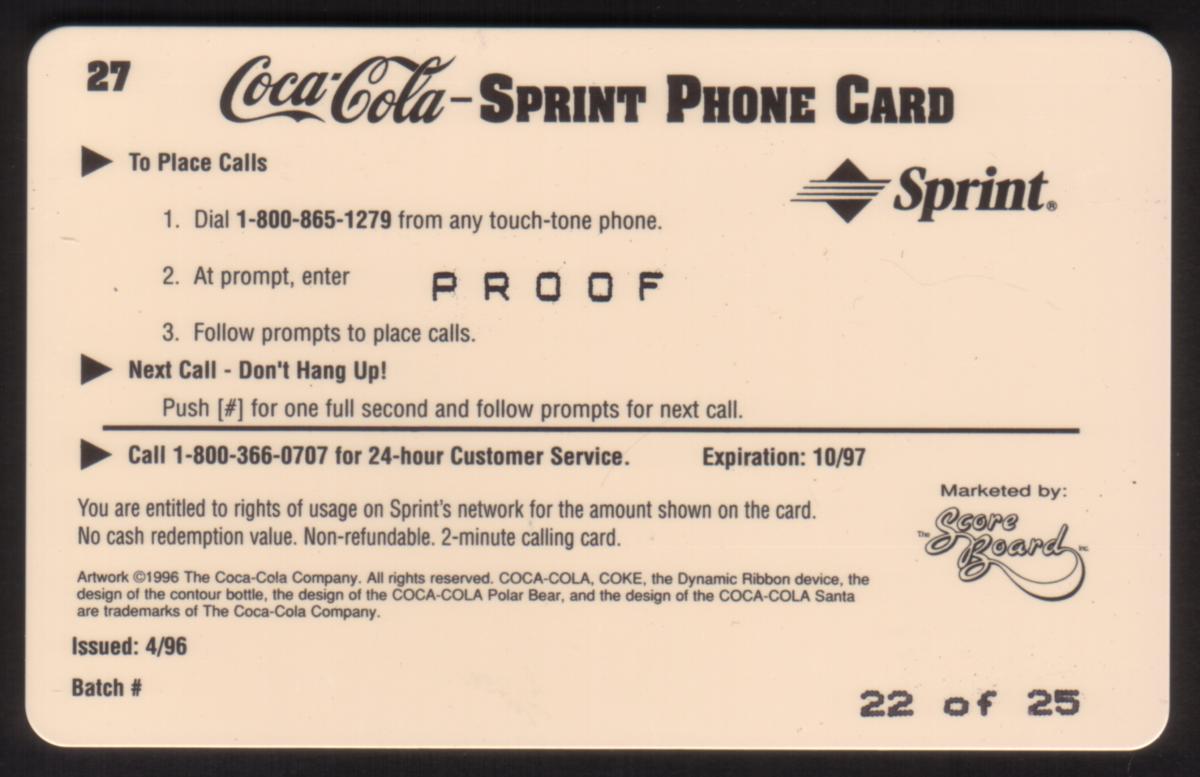 27
Coca-Cola - SPRINT PHONE CARD
To Place Calls
Sprint®
1. Dial 1-800-865-1279 from any touch-tone phone.
2. At prompt, enter PROOF
3. Follow prompts to place calls.
Next Call - Don't Hang Up!
Push [#] for one full second and follow prompts for next call.
Call 1-800-366-0707 for 24-hour Customer Service. Expiration: 10/97
Marketed by:
The Score Board Inc.
You are entitled to rights of usage on Sprint's network for the amount shown on the card.
No cash redemption value. Non-refundable. 2-minute calling card.
Artwork ©1996 The Coca-Cola Company. All rights reserved. COCA-COLA, COKE, the Dynamic Ribbon device, the
design of the contour bottle, the design of the COCA-COLA Polar Bear, and the design of the COCA-COLA Santa
are trademarks of The Coca-Cola Company.
Issued: 4/96
Batch #
22 of 25